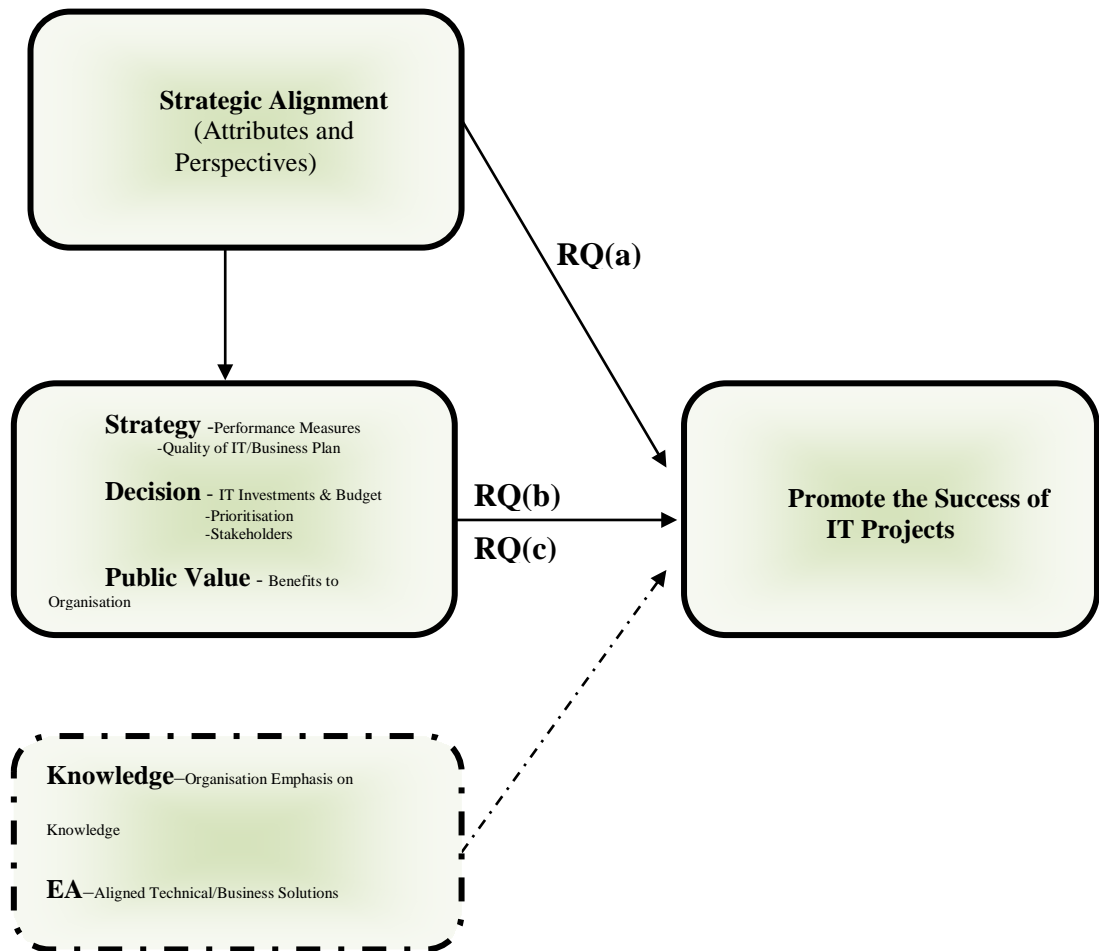 Strategic Alignment
(Attributes and
Perspectives)
RQ(a)
Strategy -Performance Measures
-Quality of IT/Business Plan
Decision - IT Investments & Budget
-Prioritisation
-Stakeholders
Public Value - Benefits to
Organisation
RQ(b)
RQ(c)
Promote the Success of
IT Projects
Knowledge–Organisation Emphasis on
Knowledge
EA–Aligned Technical/Business Solutions